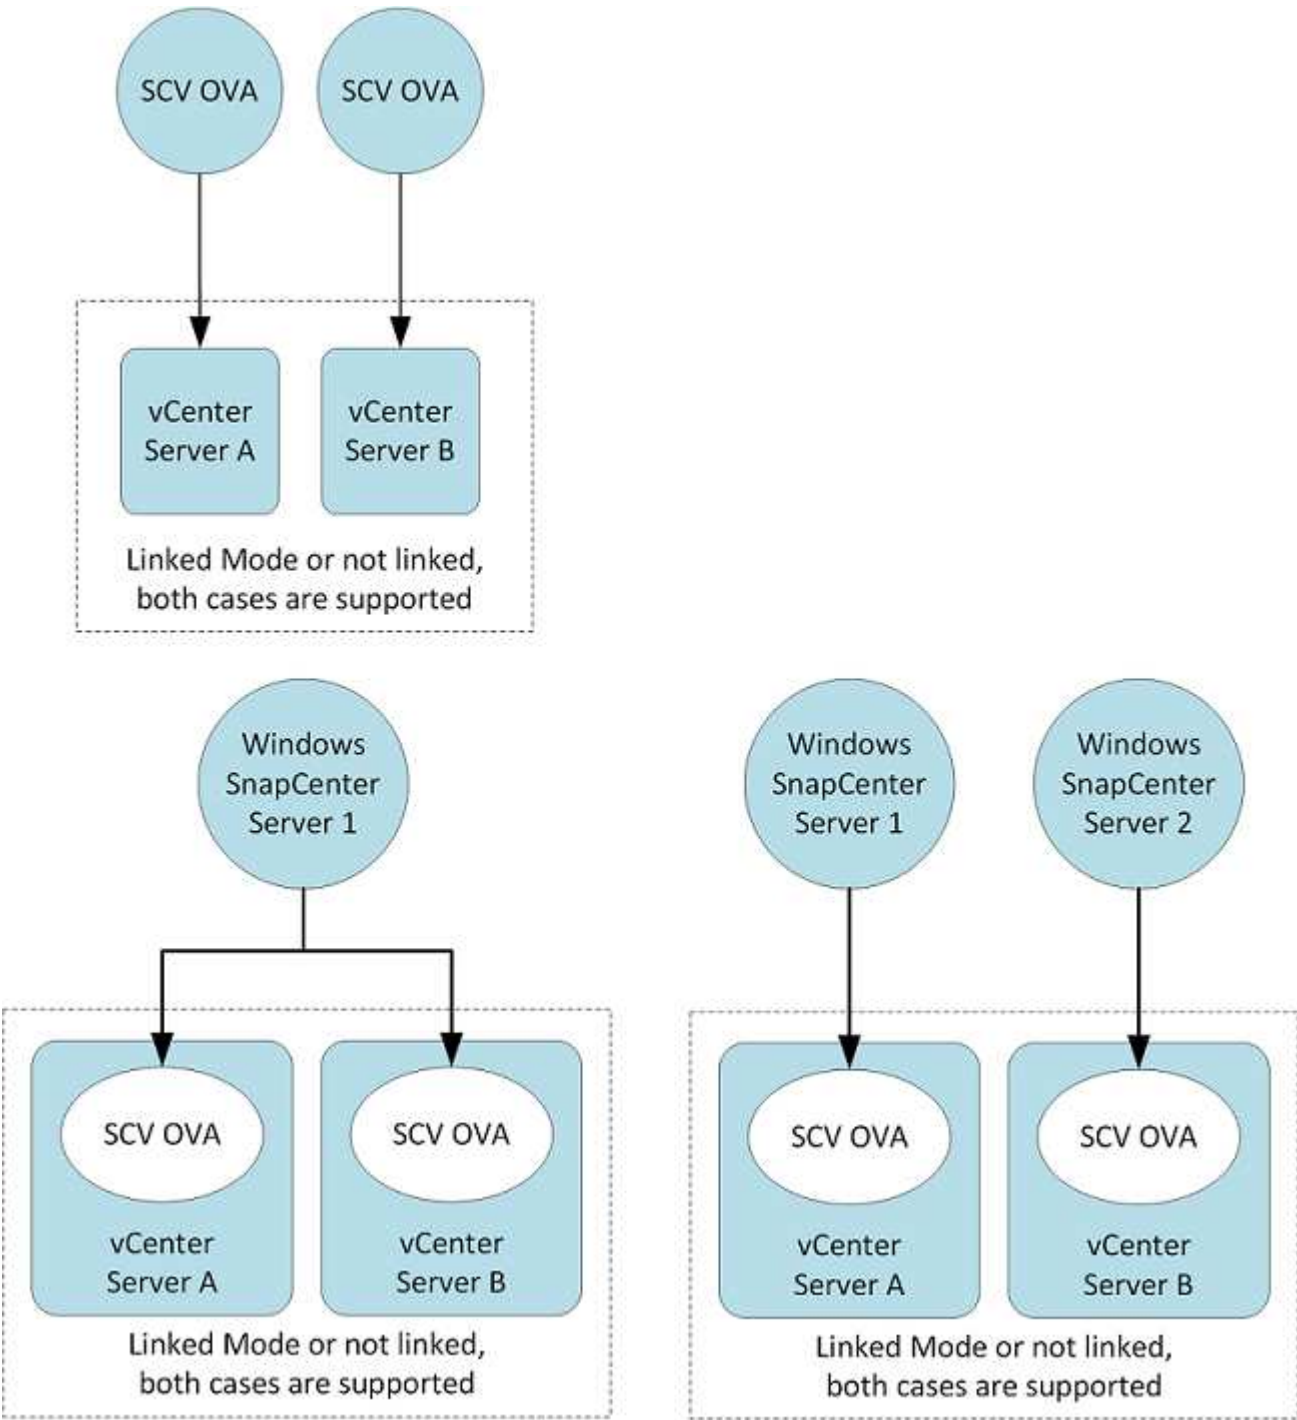 SCV OVA
SCV OVA
vCenter
Server A
vCenter
Server B
Linked Mode or not linked,
both cases are supported
Windows
SnapCenter
Server 1
SCV OVA
vCenter
Server A
SCV OVA
vCenter
Server B
Linked Mode or not linked,
both cases are supported
Windows
SnapCenter
Server 1
Windows
SnapCenter
Server 2
SCV OVA
vCenter
Server A
SCV OVA
vCenter
Server B
Linked Mode or not linked,
both cases are supported